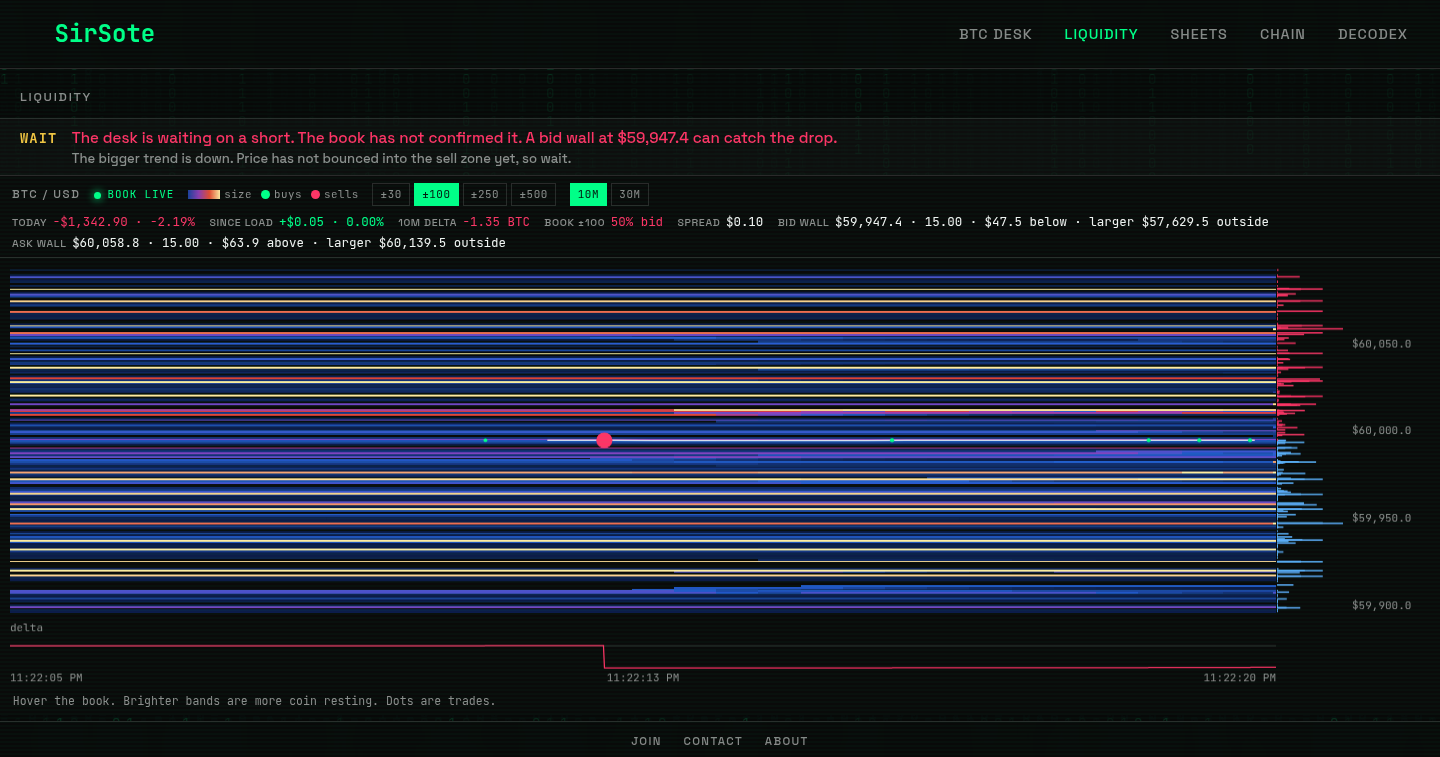 SirSote
BTC DESK LIQUIDITY SHEETS CHAIN DECODEX
LIQUIDITY
WAIT The desk is waiting on a short. The book has not confirmed it. A bid wall at $59,947.4 can catch the drop.
The bigger trend is down. Price has not bounced into the sell zone yet, so wait.
BTC / USD BOOK LIVE size buys sells ±30 ±100 ±250 ±500 10M 30M
TODAY -$1,342.90 · -2.19% SINCE LOAD +$0.05 · 0.00% 10M DELTA -1.35 BTC BOOK ±100 50% bid SPREAD $0.10 BID WALL $59,947.4 · 15.00 · $47.5 below · larger $57,629.5 outside
ASK WALL $60,058.8 · 15.00 · $63.9 above · larger $60,139.5 outside
$60,050.0
$60,000.0
$59,950.0
$59,900.0
delta
11:22:05 PM 11:22:13 PM 11:22:20 PM
Hover the book. Brighter bands are more coin resting. Dots are trades.
JOIN CONTACT ABOUT